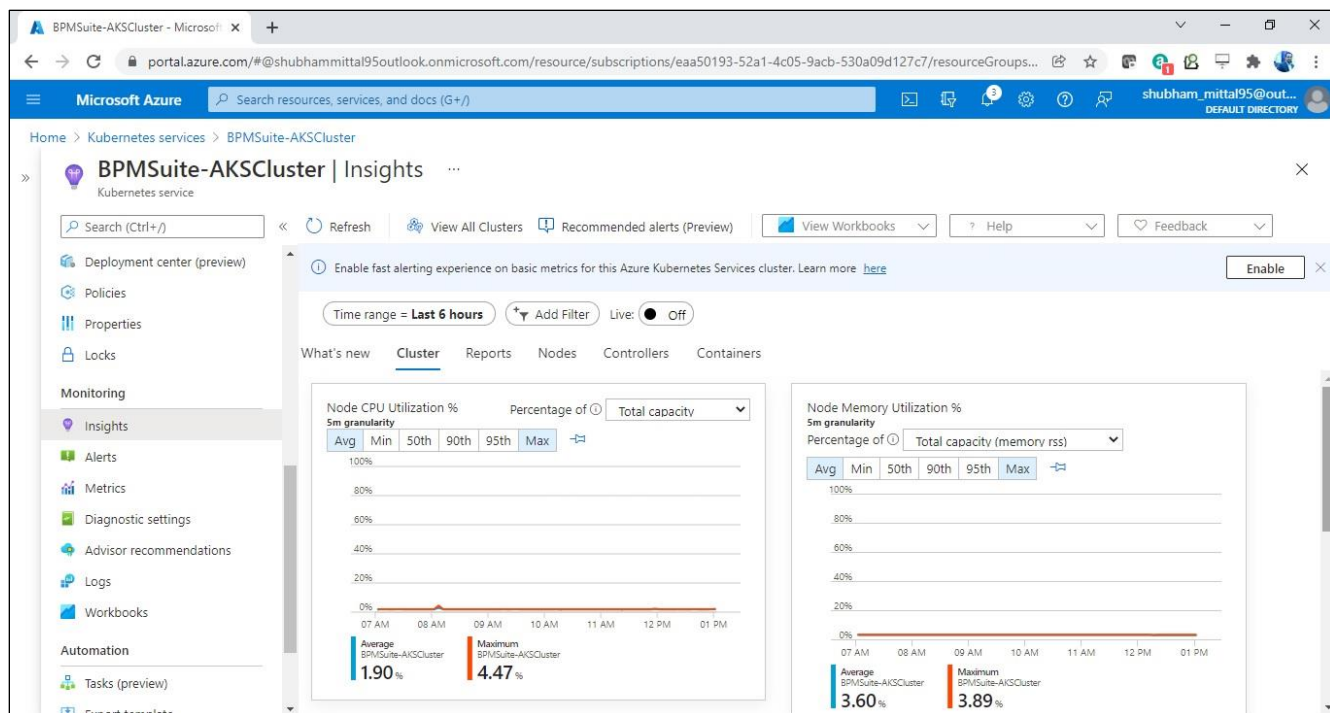 BPMSuite-AKSCluster - Microsof
portal.azure.com/#@shubhammittal95outlook.onmicrosoft.com/resource/subscriptions/eaa50193-52a1-4c05-9acb-530a09d127c7/resourceGroups...
1
Microsoft Azure
Search resources, services, and docs (G+/)
3
shubham_mittal95@out...
DEFAULT DIRECTORY
Home > Kubernetes services > BPMSuite-AKSCluster
BPMSuite-AKSCluster | Insights ...
Kubernetes service
Search (Ctrl+/)
Deployment center (preview)
Policies
Properties
Locks
Monitoring
Insights
Alerts
Metrics
Diagnostic settings
Advisor recommendations
Logs
Workbooks
Automation
Tasks (preview)
Export template
Refresh View All Clusters Recommended alerts (Preview) View Workbooks ? Help Feedback
Enable fast alerting experience on basic metrics for this Azure Kubernetes Services cluster. Learn more here Enable
Time range = Last 6 hours Add Filter Live: Off
What's new Cluster Reports Nodes Controllers Containers
Node CPU Utilization %
5m granularity
Percentage of Total capacity
Avg Min 50th 90th 95th Max
100%
80%
60%
40%
20%
0%
07 AM 08 AM 09 AM 10 AM 11 AM 12 PM 01 PM
Average
BPMSuite-AKSCluster
1.90 %
Maximum
BPMSuite-AKSCluster
4.47 %
Node Memory Utilization %
5m granularity
Percentage of Total capacity (memory rss)
Avg Min 50th 90th 95th Max
100%
80%
60%
40%
20%
0%
07 AM 08 AM 09 AM 10 AM 11 AM 12 PM 01 PM
Average
BPMSuite-AKSCluster
3.60 %
Maximum
BPMSuite-AKSCluster
3.89 %